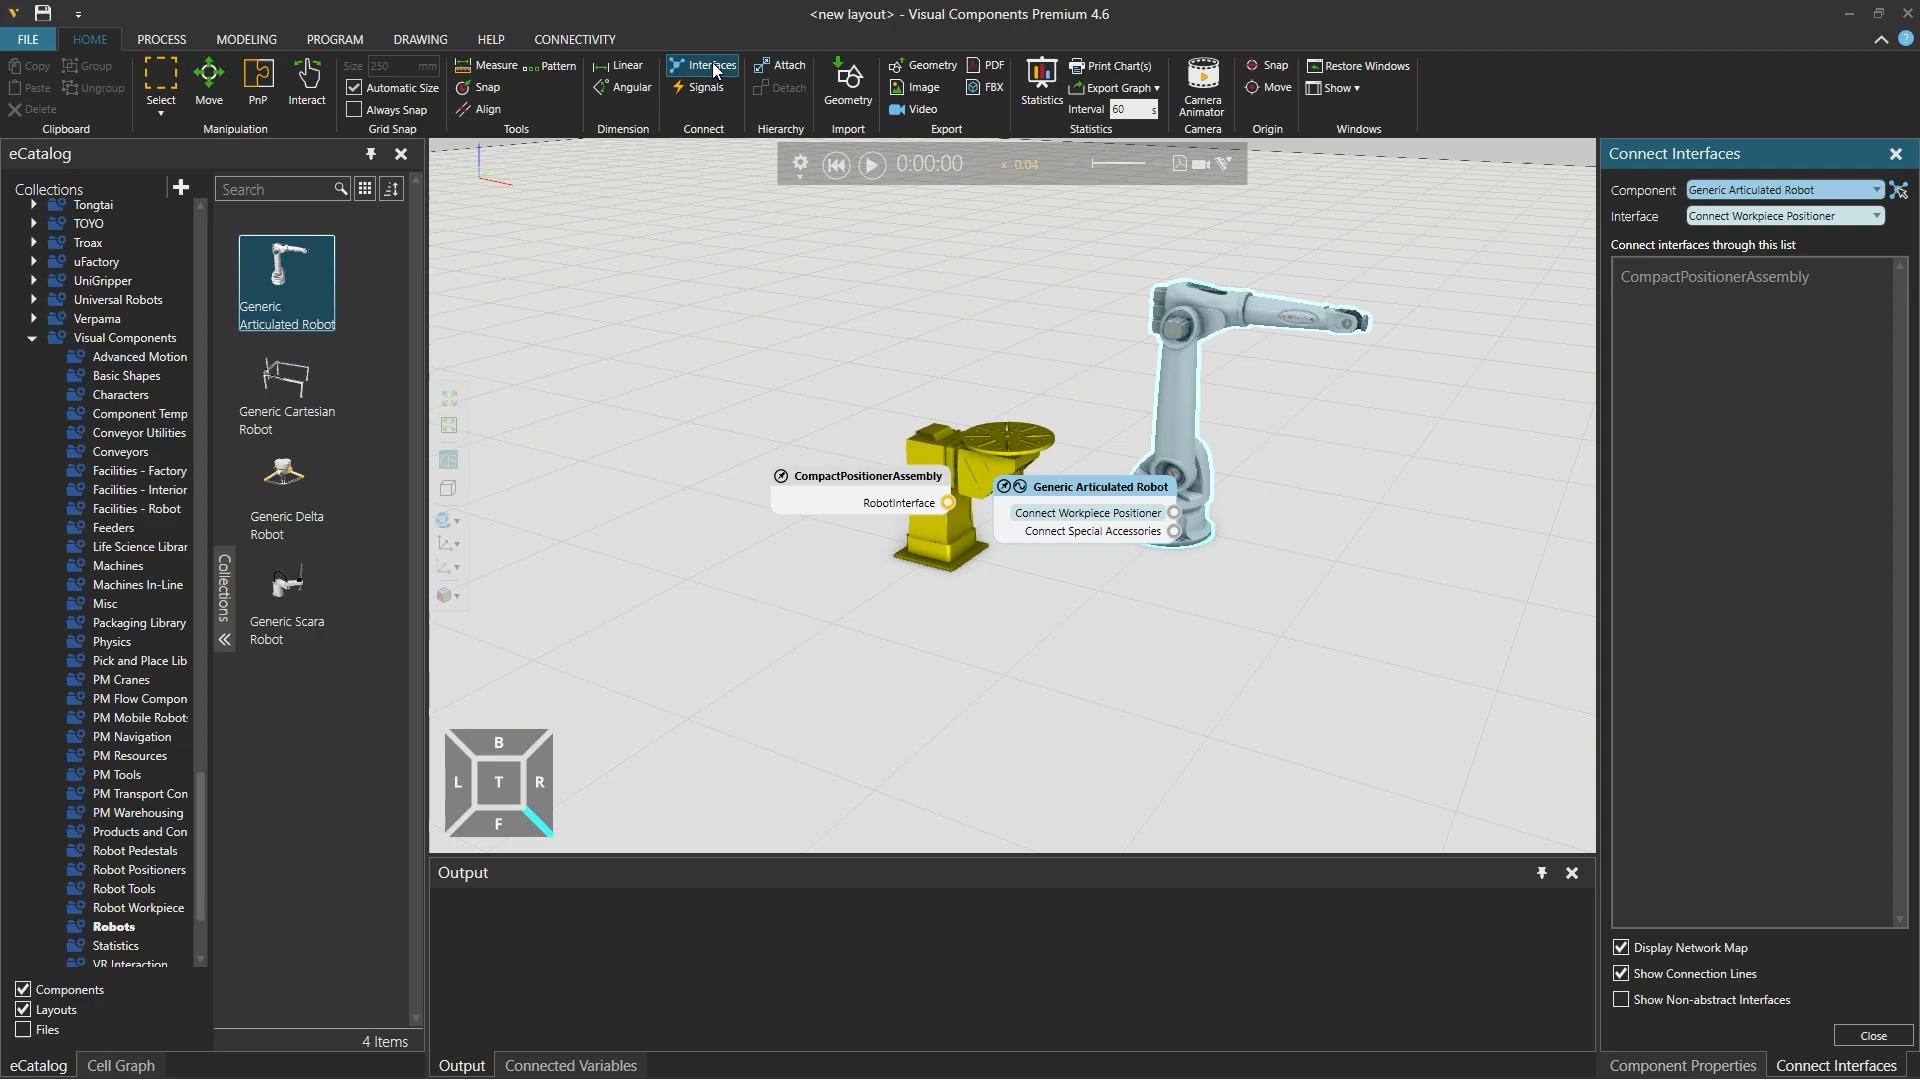 <new layout> - Visual Components Premium 4.6
FILE HOME PROCESS MODELING PROGRAM DRAWING HELP CONNECTIVITY
Copy Group
Paste Ungroup
Delete
Clipboard
Select Move PnP Interact
Manipulation
Size 250 mm
Automatic Size
Always Snap
Grid Snap
Measure Pattern
Snap
Align
Tools
Linear
Angular
Dimension
Interfaces
Signals
Connect
Attach
Detach
Hierarchy
Geometry
Import
Geometry PDF
Image FBX
Video
Export
Statistics
Print Chart(s)
Export Graph
Interval 60 s
Statistics
Camera
Animator
Camera
Snap
Move
Origin
Restore Windows
Show
Windows
eCatalog
Collections
Search
Tongtai
TOYO
Troax
uFactory
UniGripper
Universal Robots
Verpama
Visual Components
Advanced Motion
Basic Shapes
Characters
Component Temp
Conveyor Utilities
Conveyors
Facilities - Factory
Facilities - Interior
Facilities - Robot
Feeders
Life Science Librar
Machines
Machines In-Line
Misc
Packaging Library
Physics
Pick and Place Lib
PM Cranes
PM Flow Compon
PM Mobile Robot
PM Navigation
PM Resources
PM Tools
PM Transport Con
PM Warehousing
Products and Con
Robot Pedestals
Robot Positioners
Robot Tools
Robot Workpiece
Robots
Statistics
VR Interaction
Components
Layouts
Files
eCatalog Cell Graph
Generic
Articulated Robot
Generic Cartesian
Robot
Generic Delta
Robot
Generic Scara
Robot
Collections
4 Items
0:00:00 x 0.04
CompactPositionerAssembly
RobotInterface
Generic Articulated Robot
Connect Workpiece Positioner
Connect Special Accessories
B
L T R
F
Output
Output Connected Variables
Connect Interfaces
Component Generic Articulated Robot
Interface Connect Workpiece Positioner
Connect interfaces through this list
CompactPositionerAssembly
Display Network Map
Show Connection Lines
Show Non-abstract Interfaces
Close
Component Properties Connect Interfaces